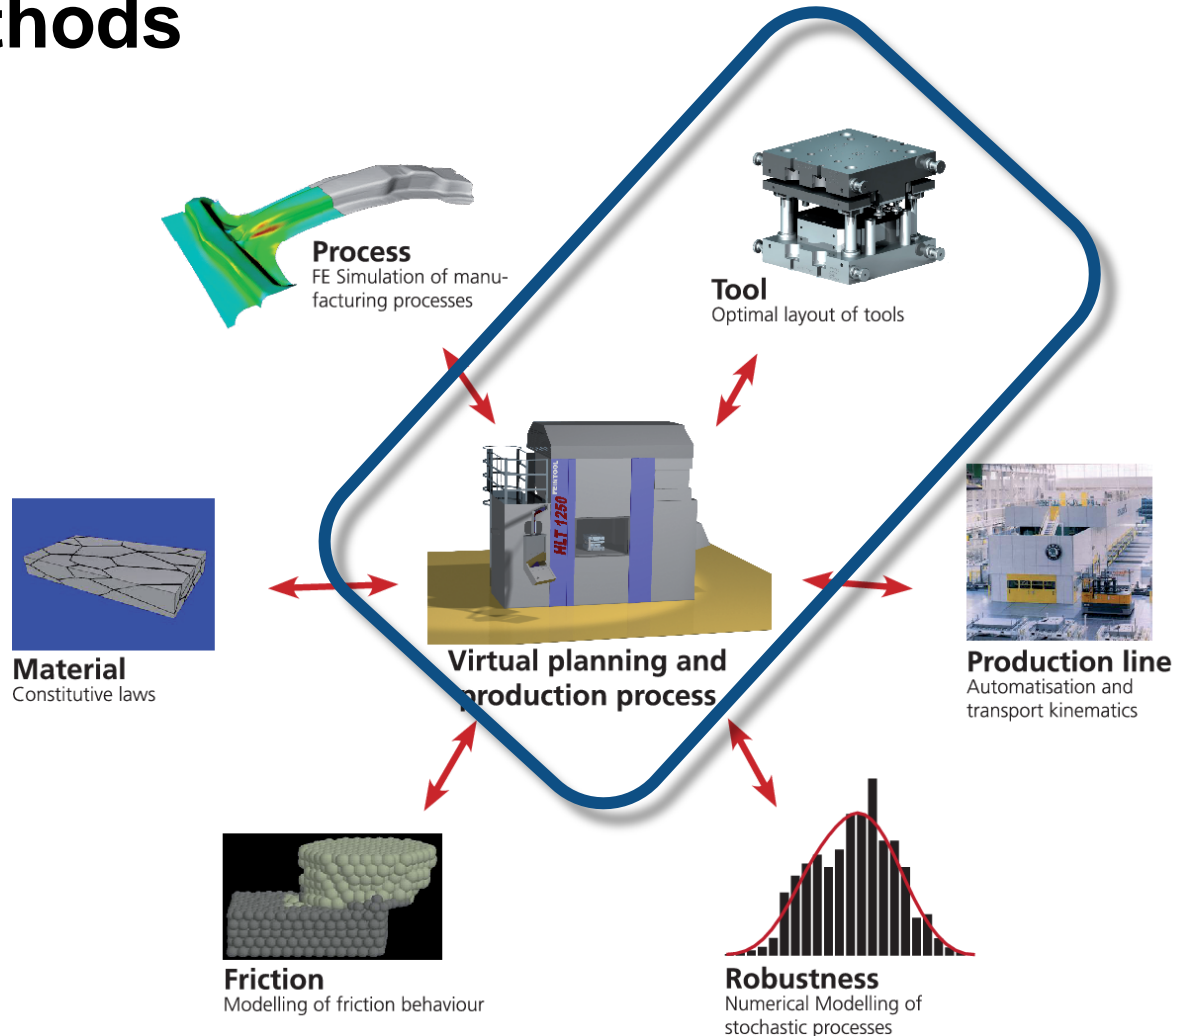 thods
Process
FE Simulation of manu-
facturing processes
Tool
Optimal layout of tools
FEINTOOL
HLT 1250
Virtual planning and
production process
Material
Constitutive laws
Production line
Automatisation and
transport kinematics
Friction
Modelling of friction behaviour
Robustness
Numerical Modelling of
stochastic processes